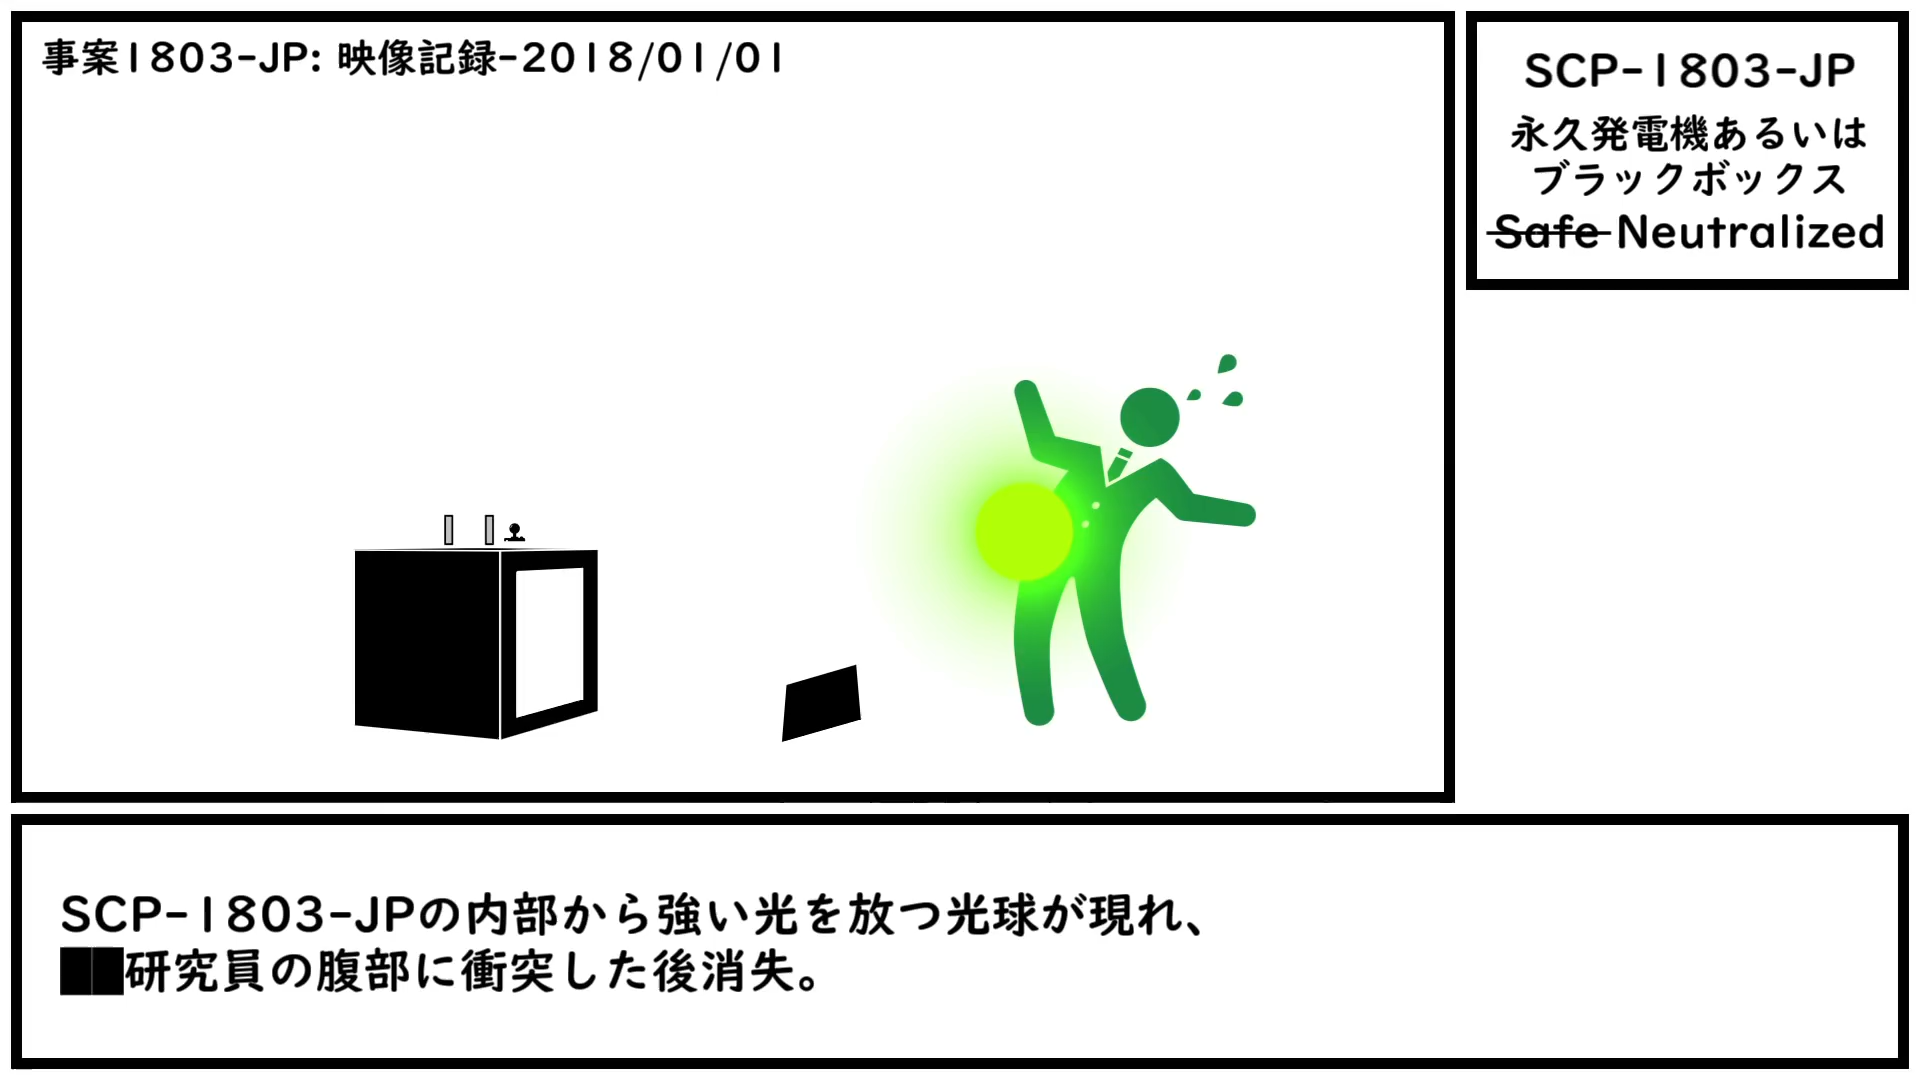 事案1803-JP: 映像記録-2018/01/01
SCP-1803-JP
永久発電機あるいは
ブラックボックス
Safe Neutralized
SCP-1803-JPの内部から強い光を放つ光球が現れ、
██研究員の腹部に衝突した後消失。